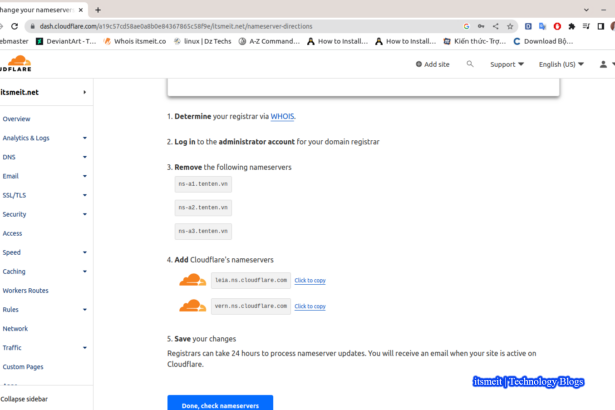 hange your nameserver
dash.cloudflare.com/a19c57cd58ae0a8b0e84367865c58f9e/itsmeit.net/nameserver-directions
ebmaster DeviantArt - T... Whois itsmeit.co linux | Dz Techs A-Z Command... How to Install... How to Install... Kiến thức- Trợ... Download Bộ...
UDFLARE
Add site Support English (US)
itsmeit.net
Overview
Analytics & Logs
DNS
Email
SSL/TLS
Security
Access
Speed
Caching
Workers Routes
Rules
Network
Traffic
Custom Pages
Collapse sidebar
1. Determine your registrar via WHOIS.
2. Log in to the administrator account for your domain registrar
3. Remove the following nameservers
ns-a1.tenten.vn
ns-a2.tenten.vn
ns-a3.tenten.vn
4. Add Cloudflare's nameservers
leia.ns.cloudflare.com Click to copy
vern.ns.cloudflare.com Click to copy
5. Save your changes
Registrars can take 24 hours to process nameserver updates. You will receive an email when your site is active on
Cloudflare.
itsmeit | Technology Blogs
Done, check nameservers